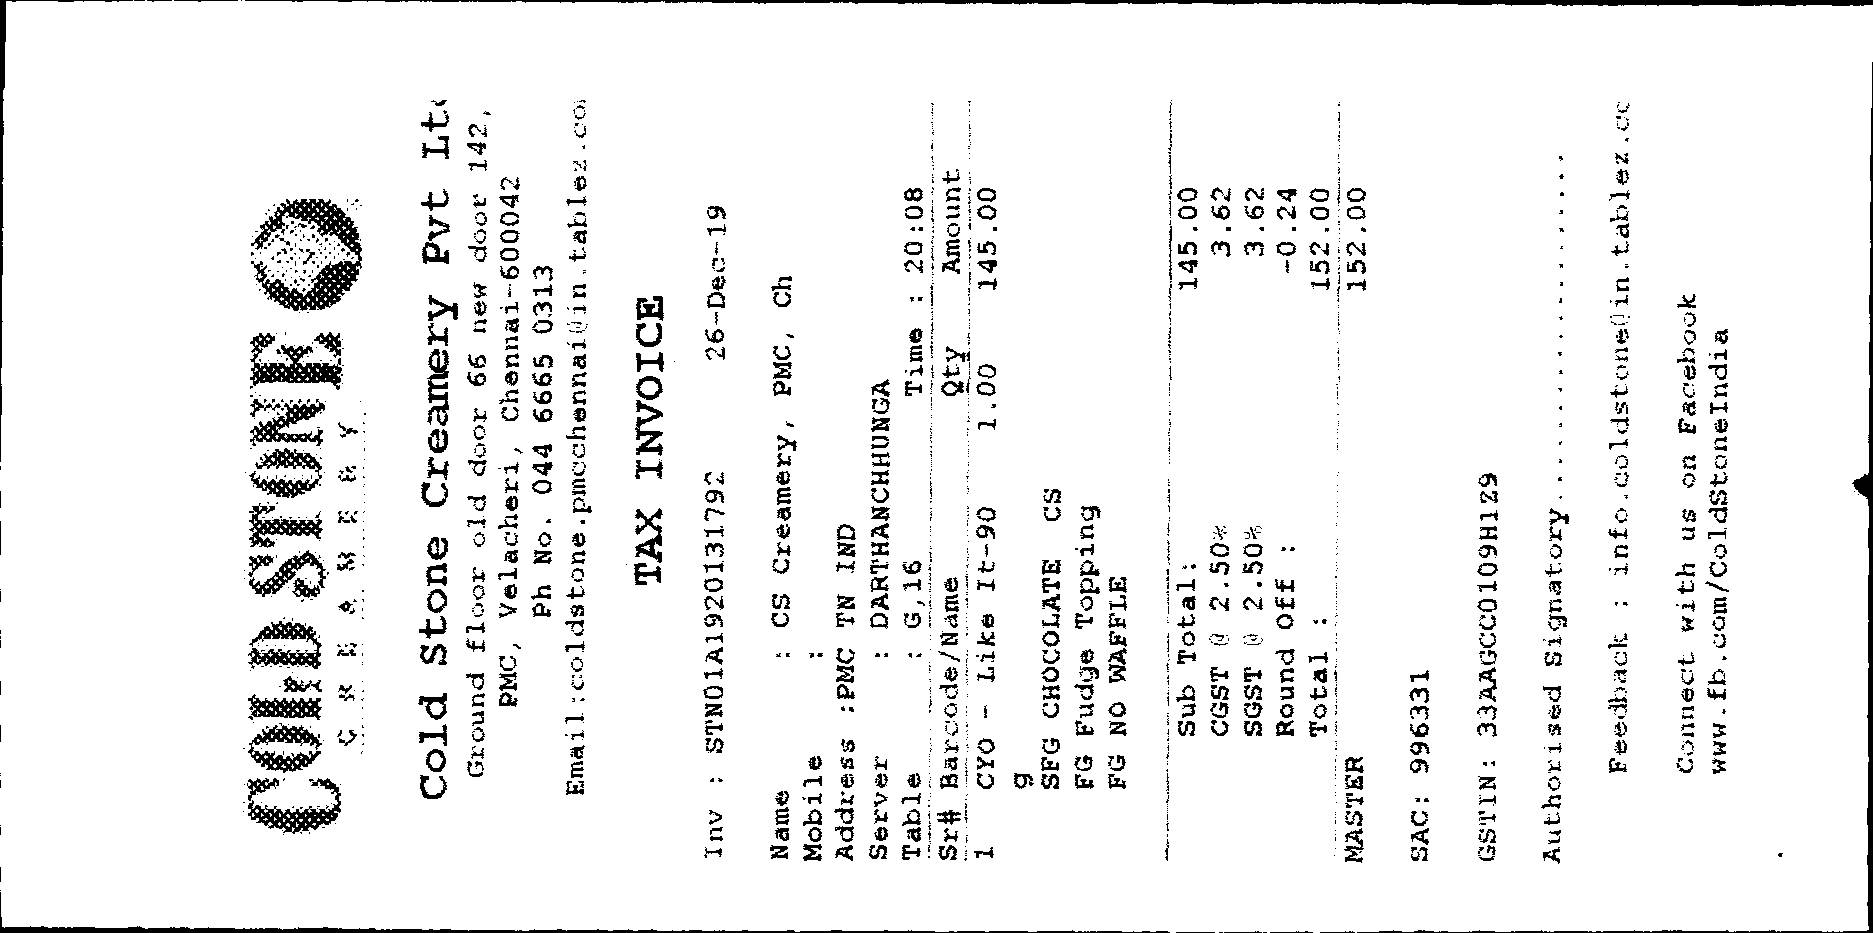 COLD STONE
CREAMERY
Cold Stone Creamery Pvt Lt
Ground floor old door 66 new door 142,
PMC, Velacheri, Chennai-600042
Ph No. 044 6665 0313
Email:coldstone.pmcchennai@in.tablez.co
TAX INVOICE
Inv : STN01A1920131792 26-Dec-19
Name : CS Creamery, PMC, Ch
Mobile :
Address :PMC TN IND
Server : DARTHANCHHUNGA
Table : G,16 Time : 20:08
Sr# Barcode/Name Qty Amount
1 CYO - Like It-90 1.00 145.00
g
SFG CHOCOLATE CS
FG Fudge Topping
FG NO WAFFLE
Sub Total: 145.00
CGST @ 2.50% 3.62
SGST @ 2.50% 3.62
Round Off : -0.24
Total : 152.00
MASTER 152.00
SAC: 996331
GSTIN: 33AAGCC0109H1Z9
Authorised Signatory......................
Feedback : info.coldstone@in.tablez.cc
Connect with us on Facebook
www.fb.com/ColdStoneIndia